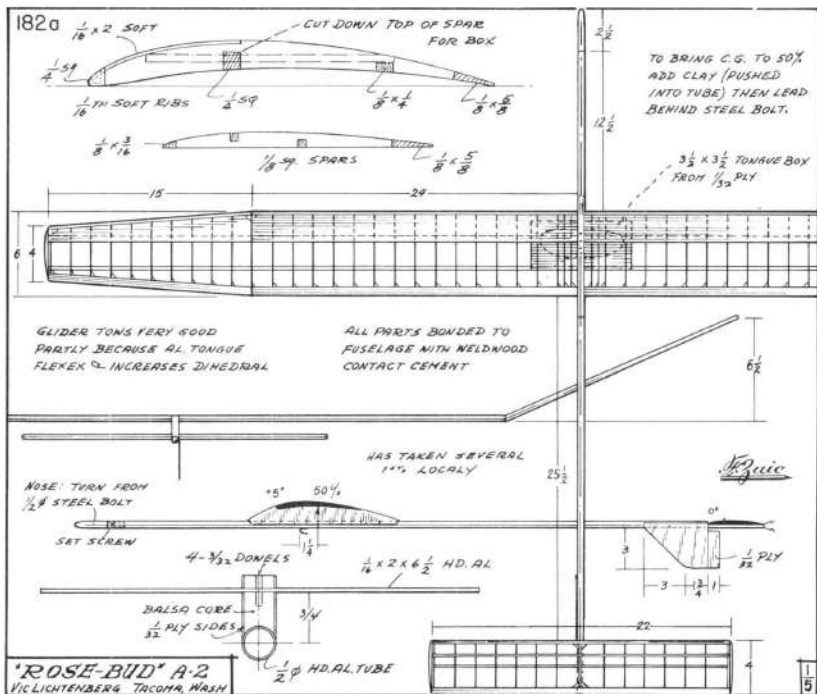 182a
1/16 x 2 SOFT
CUT DOWN TOP OF SPAR
FOR BOX
1/4 SQ
1/16 TH SOFT RIBS
1/4 SQ
1/8 x 1/4
1/8 x 5/8
1/8 x 3/16
1/8 SQ. SPARS
1/8 x 5/8
2 1/2
12 1/2
TO BRING C.G. TO 50%
ADD CLAY (PUSHED
INTO TUBE) THEN LEAD
BEHIND STEEL BOLT.
3 1/2 x 3 1/2 TONGUE BOX
FROM 1/32 PLY
15
24
6
4
GLIDER TOWS VERY GOOD
PARTLY BECAUSE AL. TONGUE
FLEXEX & INCREASES DIHEDRAL
ALL PARTS BONDED TO
FUSELAGE WITH WELDWOOD
CONTACT CEMENT
6 1/2
HAS TAKEN SEVERAL
1STS LOCALY
25 1/2
F. Zaic
NOSE: TURN FROM
1/2 φ STEEL BOLT
SET SCREW
+5°
50%
1 1/4
0°
3
3
3/4
1
1/32 PLY
4-3/32 DOWELS
1/16 x 2 x 6 1/2 HD. AL
BALSA CORE
1/32 PLY SIDES
3/4
1/2 φ HD. AL. TUBE
22
4
"ROSE-BUD" A-2
VIC LICHTENBERG TACOMA, WASH
1/5